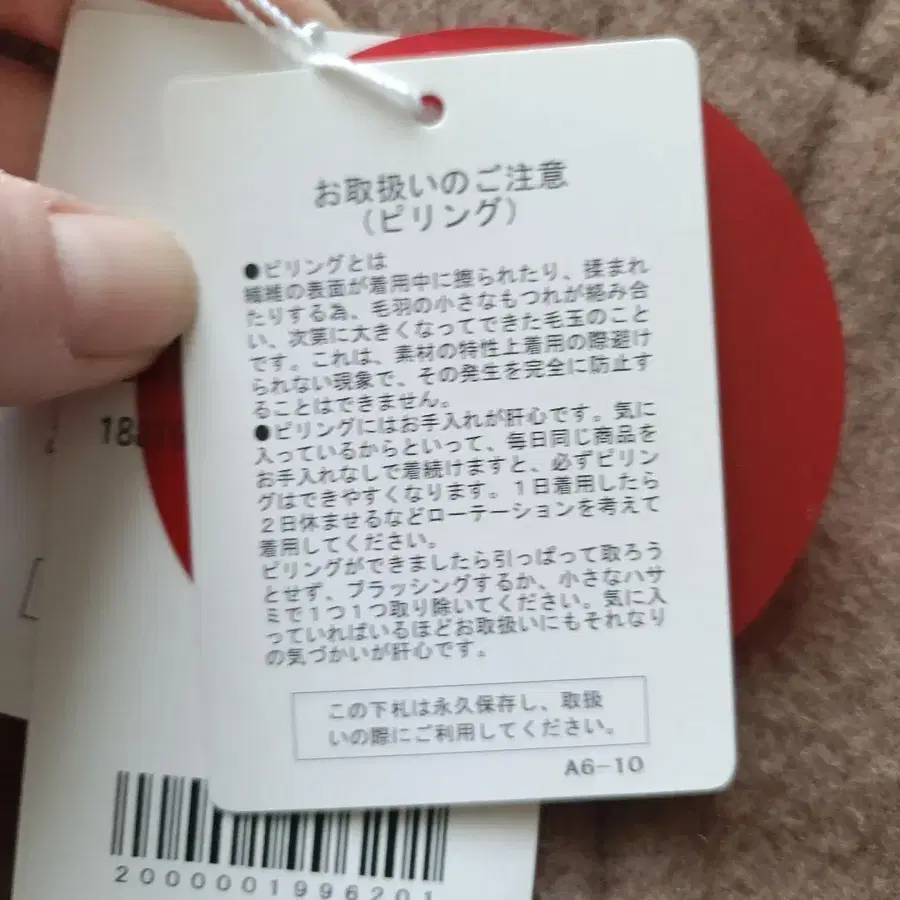 お取扱いのご注意
(ピリング)
●ピリングとは
繊維の表面が着用中に擦られたり、揉まれ
たりする為、毛羽の小さなもつれが絡み合
い、次第に大きくなってできた毛玉のこと
です。これは、素材の特性上着用の際避け
られない現象で、その発生を完全に防止す
ることはできません。
●ピリングにはお手入れが肝心です。気に
入っているからといって、毎日同じ商品を
お手入れなしで着続けますと、必ずピリン
グはできやすくなります。1日着用したら
2日休ませるなどローテーションを考えて
着用してください。
ピリングができましたら引っぱって取ろう
とせず、ブラッシングするか、小さなハサ
ミで1つ1つ取り除いてください。気に入
っていればいるほどお取扱いにもそれなり
の気づかいが肝心です。
この下札は永久保存し、取扱
いの際にご利用してください。
A6-10
18
2000001996201